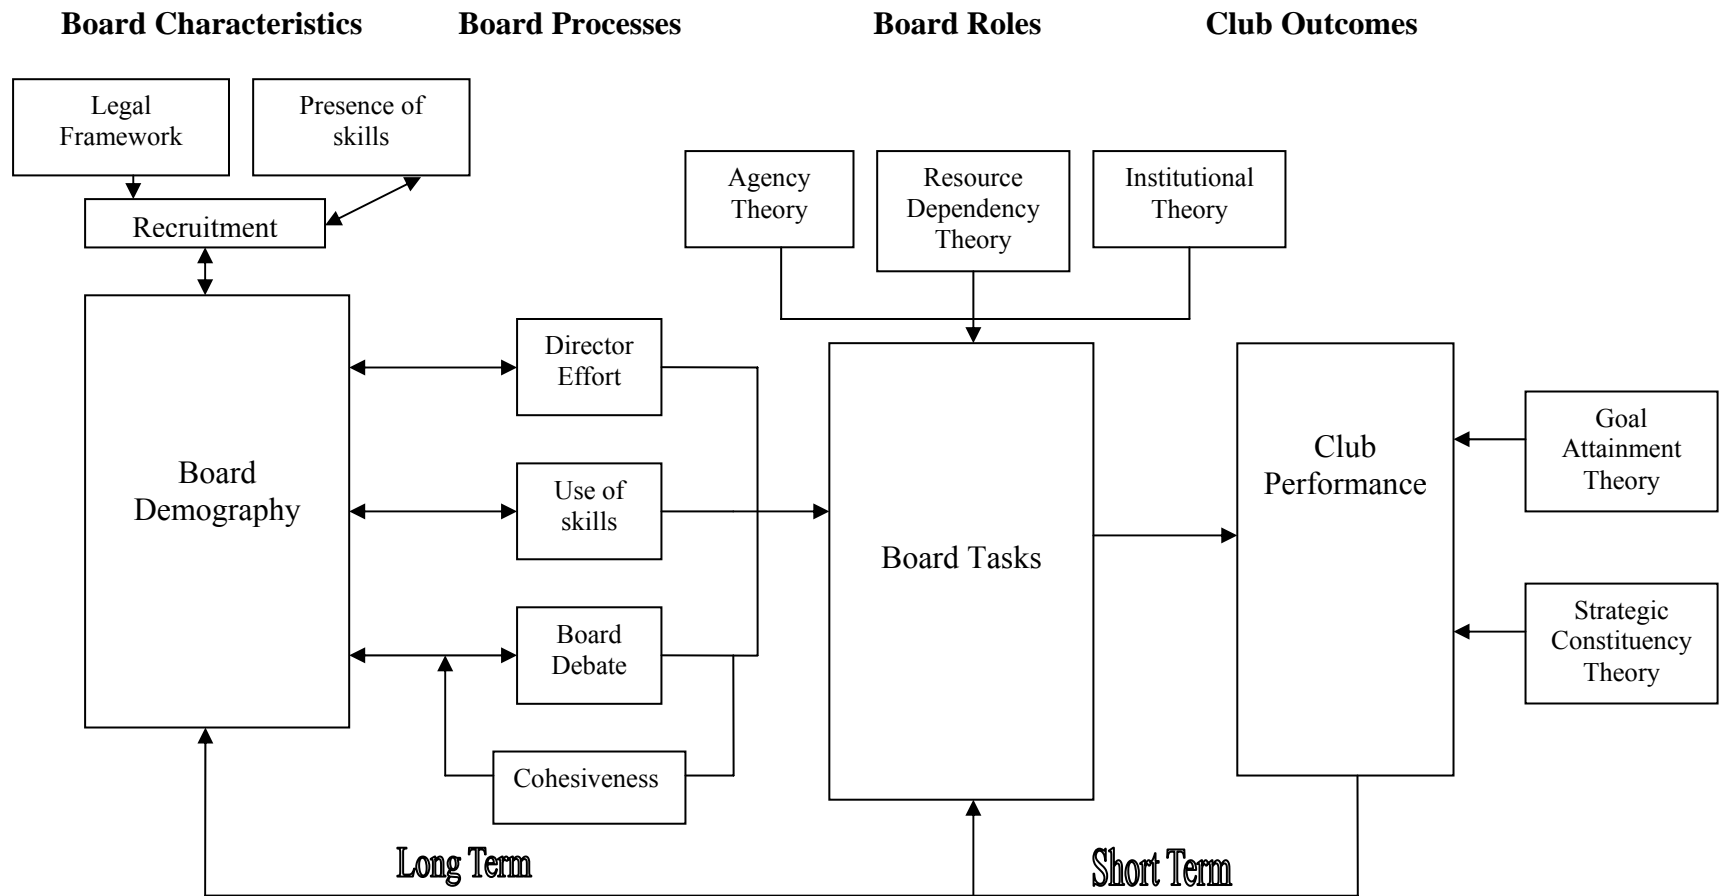 Board Characteristics
Board Processes
Board Roles
Club Outcomes
Legal
Framework
Presence of
skills
Recruitment
Agency
Theory
Resource
Dependency
Theory
Institutional
Theory
Board
Demography
Director
Effort
Use of
skills
Board
Debate
Cohesiveness
Board Tasks
Club
Performance
Goal
Attainment
Theory
Strategic
Constituency
Theory
Long Term
Short Term